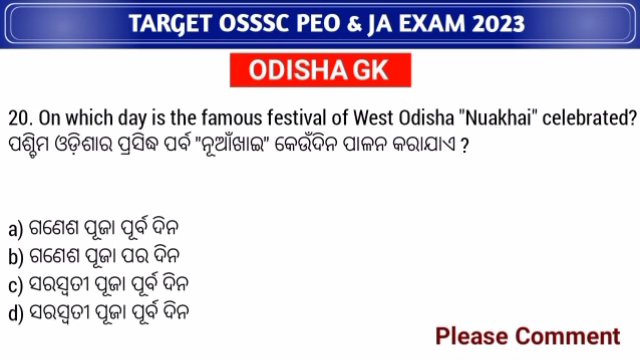 TARGET OSSSC PEO & JA EXAM 2023
ODISHA GK
20. On which day is the famous festival of West Odisha "Nuakhai" celebrated?
ପଶ୍ଚିମ ଓଡ଼ିଶାର ପ୍ରସିଦ୍ଧ ପର୍ବ "ନୂଆଁଖାଇ" କେଉଁଦିନ ପାଳନ କରାଯାଏ ?
a) ଗଣେଶ ପୂଜା ପୂର୍ବ ଦିନ
b) ଗଣେଶ ପୂଜା ପର ଦିନ
c) ସରସ୍ୱତୀ ପୂଜା ପୂର୍ବ ଦିନ
d) ସରସ୍ୱତୀ ପୂଜା ପୂର୍ବ ଦିନ
Please Comment